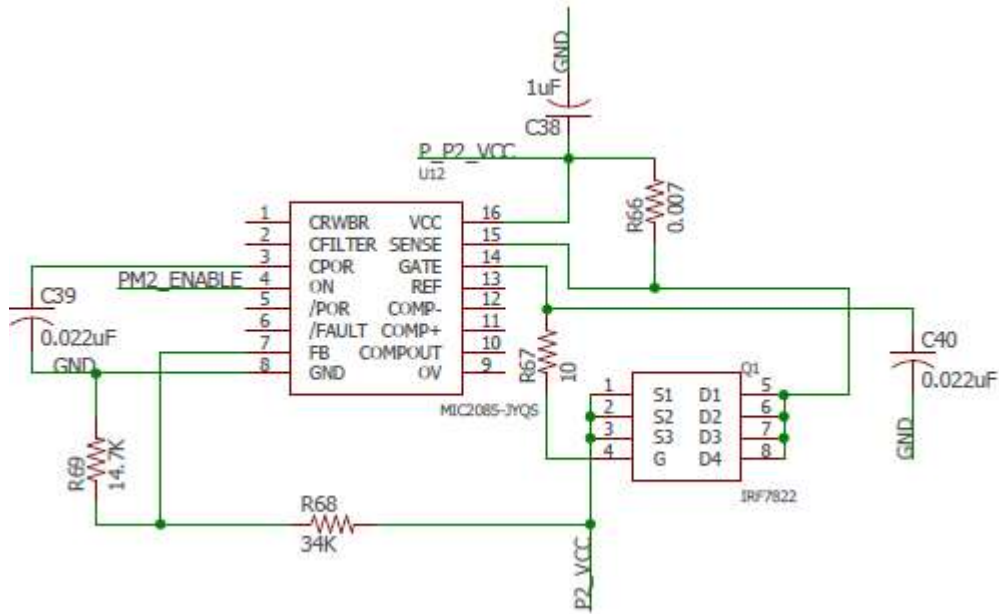 GND
1uF
C38
P_P2_VCC
U12
R66
0.007
1 CRWBR VCC 16
2 CFILTER SENSE 15
3 CPOR GATE 14
PM2_ENABLE
4 ON REF 13
5 /POR COMP- 12
6 /FAULT COMP+ 11
7 FB COMPOUT 10
8 GND OV 9
MIC2085-JYQS
C39
0.022uF
GND
R67
10
C40
0.022uF
GND
Q1
1 S1 D1 5
2 S2 D2 6
3 S3 D3 7
4 G D4 8
IRF7822
R69
14.7K
R68
34K
P2_VCC